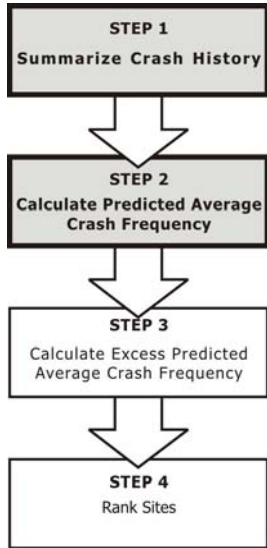 STEP 1
Summarize Crash History
STEP 2
Calculate Predicted Average
Crash Frequency
STEP 3
Calculate Excess Predicted
Average Crash Frequency
STEP 4
Rank Sites